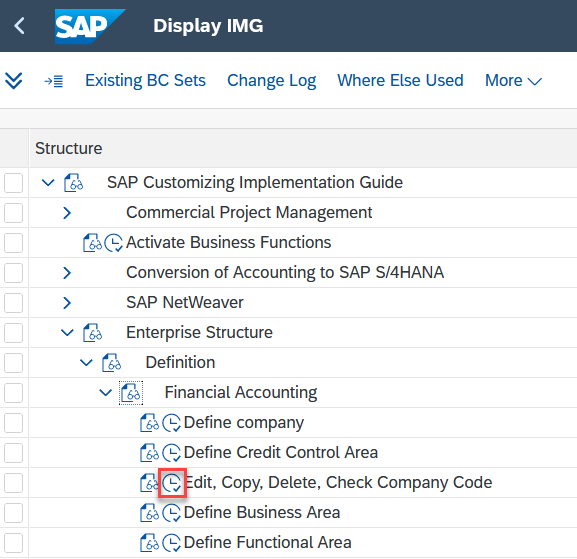 SAP Display IMG
Existing BC Sets Change Log Where Else Used More
Structure
SAP Customizing Implementation Guide
Commercial Project Management
Activate Business Functions
Conversion of Accounting to SAP S/4HANA
SAP NetWeaver
Enterprise Structure
Definition
Financial Accounting
Define company
Define Credit Control Area
Edit, Copy, Delete, Check Company Code
Define Business Area
Define Functional Area